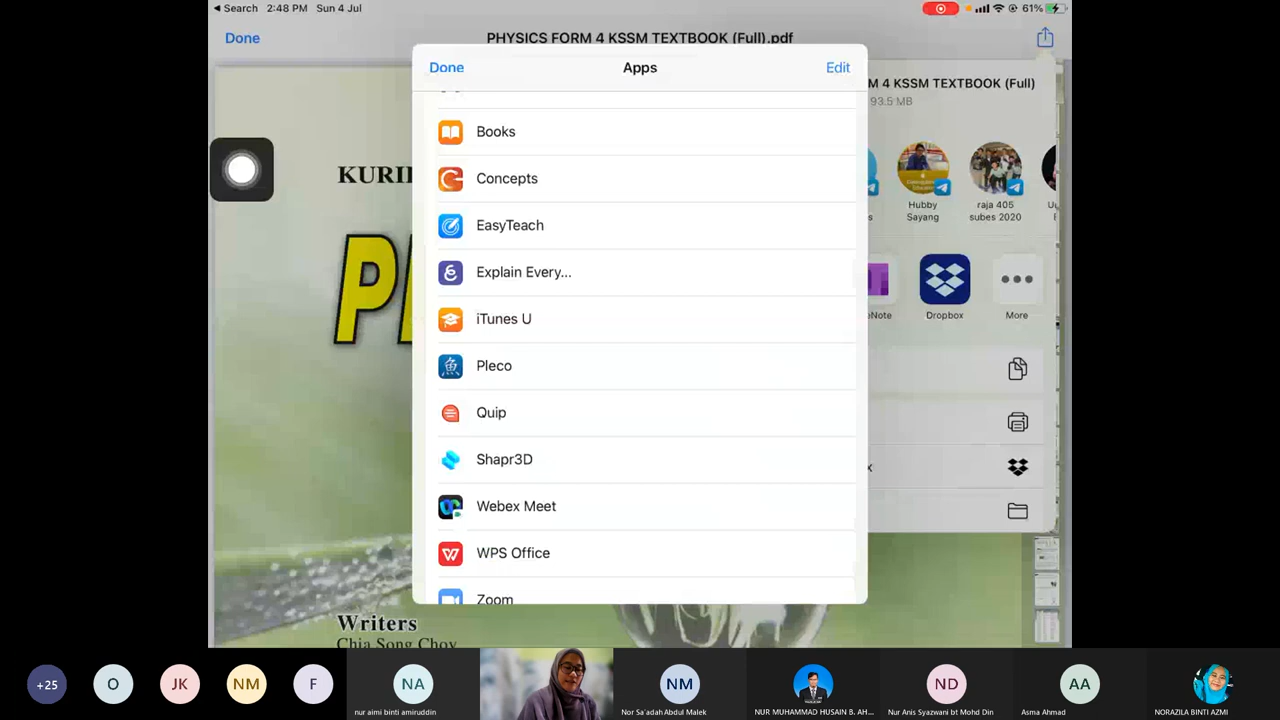 Search 2:48 PM Sun 4 Jul 61%
Done
PHYSICS FORM 4 KSSM TEXTBOOK (Full).pdf
Done Apps Edit
M 4 KSSM TEXTBOOK (Full)
93.5 MB
Books
Concepts
EasyTeach
Explain Every...
iTunes U
Pleco
Quip
Shapr3D
Webex Meet
WPS Office
Zoom
Hubby
Sayang
raja 405
subes 2020
Dropbox
More
Writers
Chia Song Choy
+25
O
JK
NM
F
NA
nur aimi binti amiruddin
NM
Nor Sa'adah Abdul Malek
NUR MUHAMMAD HUSAIN B. AH...
ND
Nur Anis Syazwani bt Mohd Din
AA
Asma Ahmad
NORAZILA BINTI AZMI